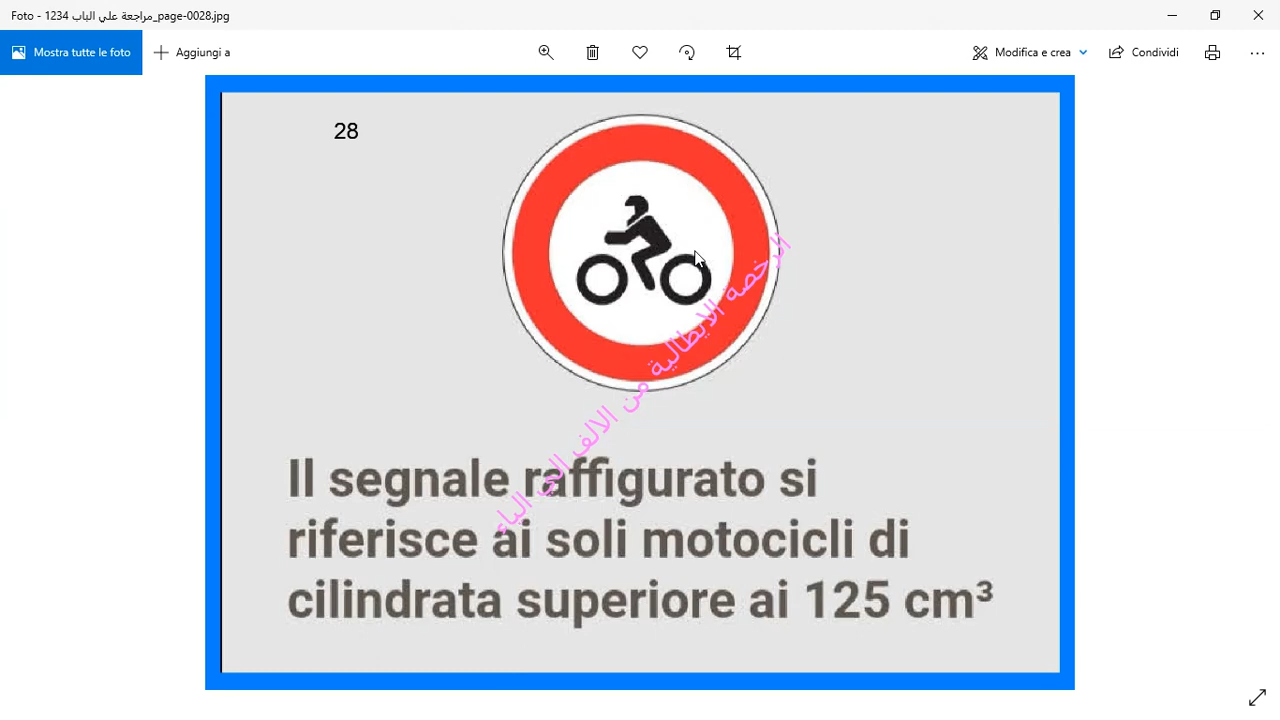 Foto - 1234 مراجعة علي الباب_page-0028.jpg
Mostra tutte le foto
Aggiungi a
Modifica e crea
Condividi
28
الرخصة الايطالية من الالف الي الياء
Il segnale raffigurato si
riferisce ai soli motocicli di
cilindrata superiore ai 125 cm³